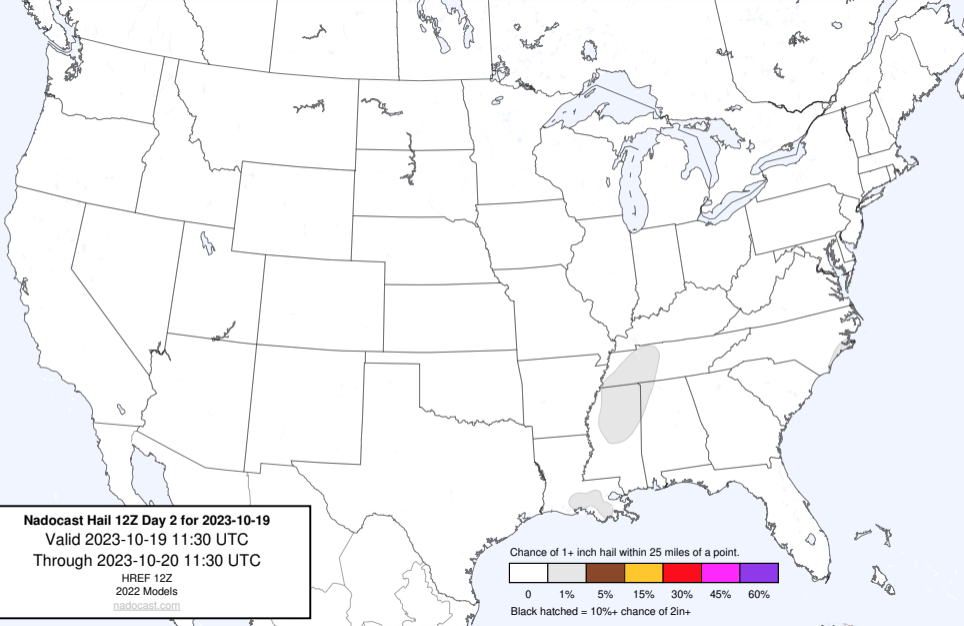 Nadocast Hail 12Z Day 2 for 2023-10-19
Valid 2023-10-19 11:30 UTC
Through 2023-10-20 11:30 UTC
HREF 12Z
2022 Models
nadocast.com
Chance of 1+ inch hail within 25 miles of a point.
0 1% 5% 15% 30% 45% 60%
Black hatched = 10%+ chance of 2in+